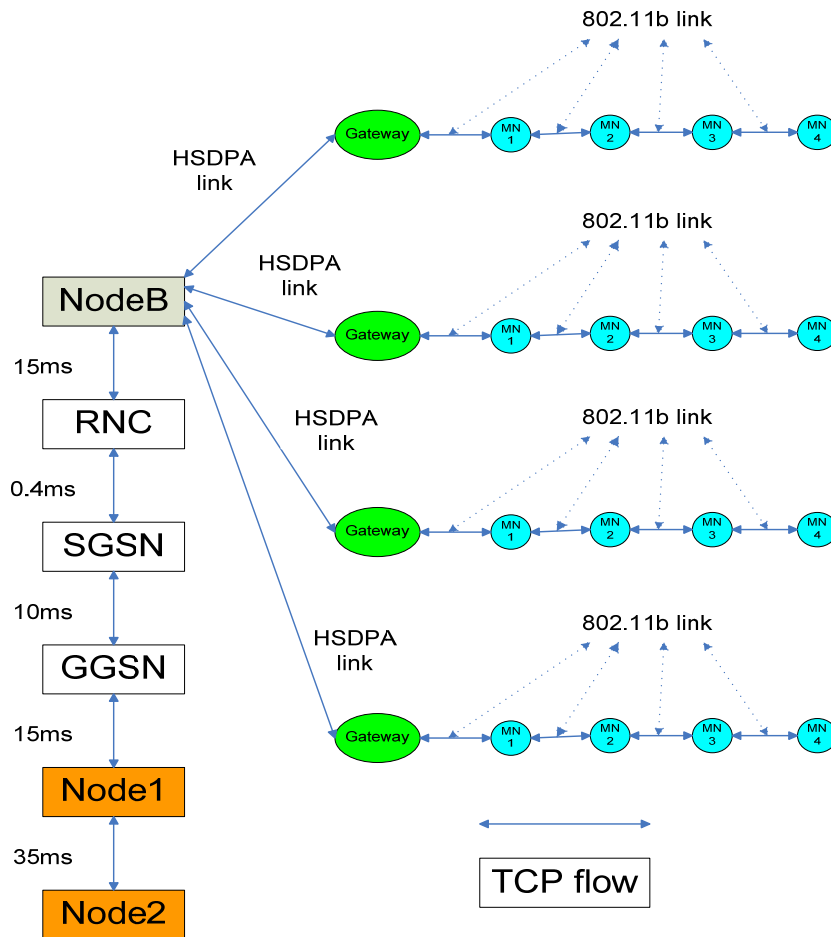 802.11b link
Gateway
MN
1
MN
2
MN
3
MN
4
HSDPA
link
802.11b link
HSDPA
link
NodeB
Gateway
MN
1
MN
2
MN
3
MN
4
15ms
RNC
HSDPA
link
802.11b link
0.4ms
SGSN
Gateway
MN
1
MN
2
MN
3
MN
4
10ms
GGSN
HSDPA
link
802.11b link
15ms
Gateway
MN
1
MN
2
MN
3
MN
4
Node1
35ms
TCP flow
Node2